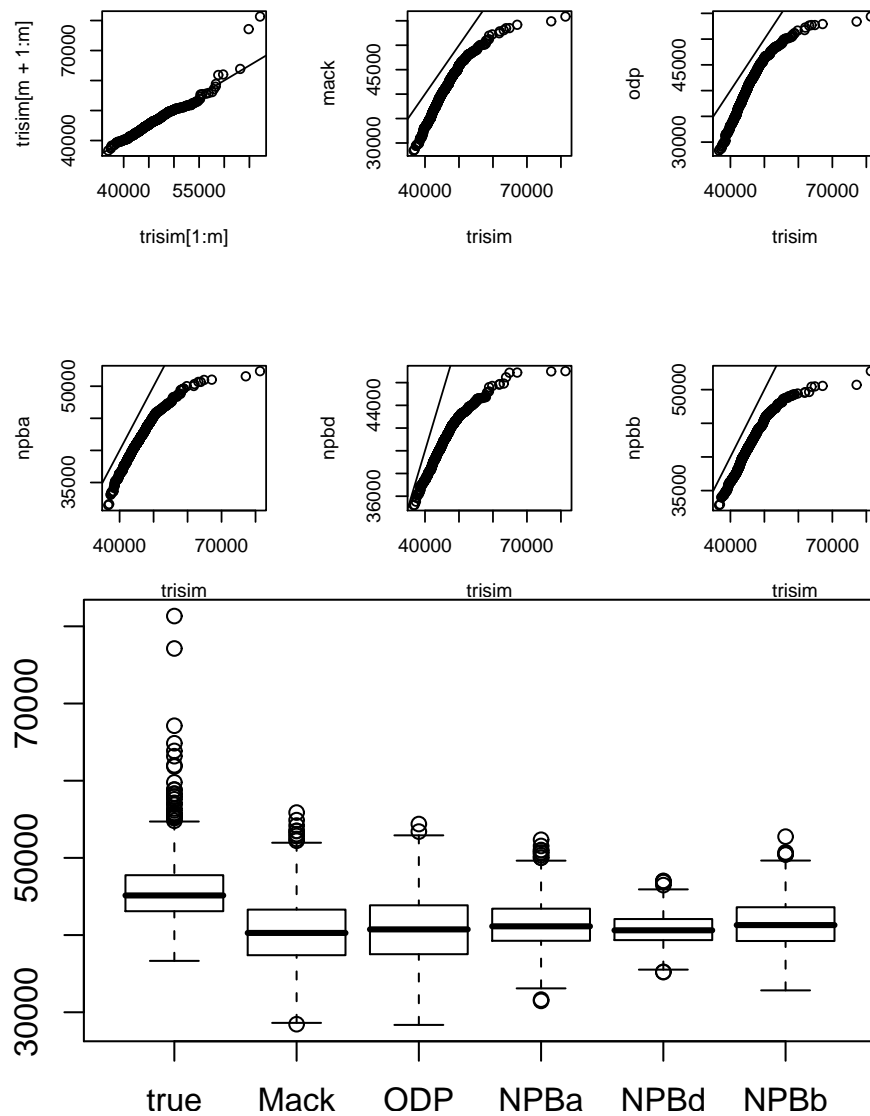 trisim[m + 1:m]
70000
40000
40000 55000
trisim[1:m]
mack
45000
30000
40000 70000
trisim
odp
45000
30000
40000 70000
trisim
npba
50000
35000
40000 70000
trisim
npbd
44000
36000
40000 70000
trisim
npbb
50000
35000
40000 70000
trisim
70000
50000
30000
true Mack ODP NPBa NPBd NPBb